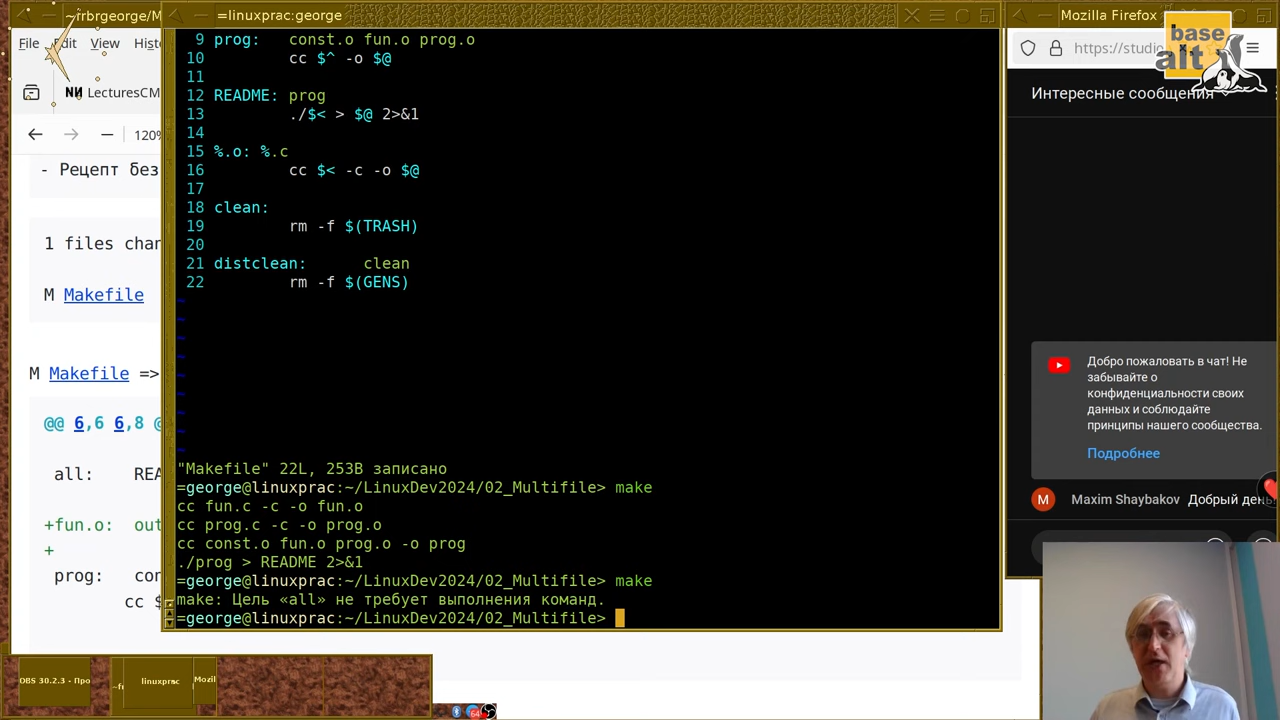 ~frbrgeorge/M
=linuxprac:george
Mozilla Firefox
File Edit View Hist
https://studio.
base
alt
LecturesCM
Интересные сообщения
120%
- Рецепт без
1 files chan
M Makefile
M Makefile =>
@@ 6,6 6,8 @
all: REA
+fun.o: out
+
prog: con
cc $
9 prog: const.o fun.o prog.o
10 cc $^ -o $@
11
12 README: prog
13 ./$< > $@ 2>&1
14
15 %.o: %.c
16 cc $< -c -o $@
17
18 clean:
19 rm -f $(TRASH)
20
21 distclean: clean
22 rm -f $(GENS)
~
~
~
~
~
~
~
~
~
"Makefile" 22L, 253B записано
=george@linuxprac:~/LinuxDev2024/02_Multifile> make
cc fun.c -c -o fun.o
cc prog.c -c -o prog.o
cc const.o fun.o prog.o -o prog
./prog > README 2>&1
=george@linuxprac:~/LinuxDev2024/02_Multifile> make
make: Цель «all» не требует выполнения команд.
=george@linuxprac:~/LinuxDev2024/02_Multifile>
Добро пожаловать в чат! Не
забывайте о
конфиденциальности своих
данных и соблюдайте
принципы нашего сообщества.
Подробнее
M Maxim Shaybakov Добрый день
OBS 30.2.3 - Про
~fr
linuxprac
Mozil
64